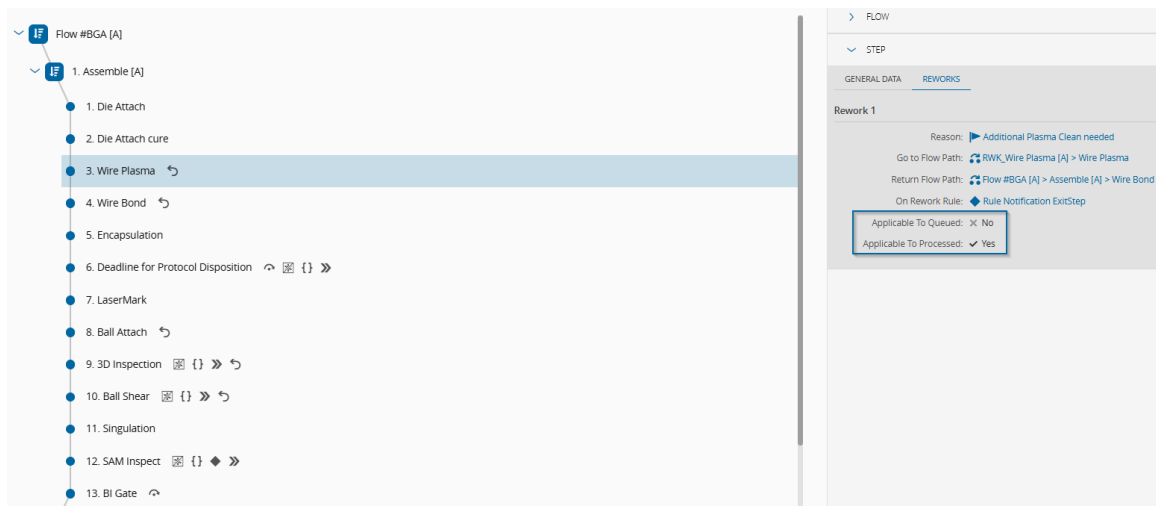 Flow #BGA [A]
1. Assemble [A]
1. Die Attach
2. Die Attach cure
3. Wire Plasma
4. Wire Bond
5. Encapsulation
6. Deadline for Protocol Disposition
7. LaserMark
8. Ball Attach
9. 3D Inspection
10. Ball Shear
11. Singulation
12. SAM Inspect
13. BI Gate
FLOW
STEP
GENERAL DATA REWORKS
Rework 1
Reason: Additional Plasma Clean needed
Go to Flow Path: RWK_Wire Plasma [A] > Wire Plasma
Return Flow Path: Flow #BGA [A] > Assemble [A] > Wire Bond
On Rework Rule: Rule Notification ExitStep
Applicable To Queued: No
Applicable To Processed: Yes